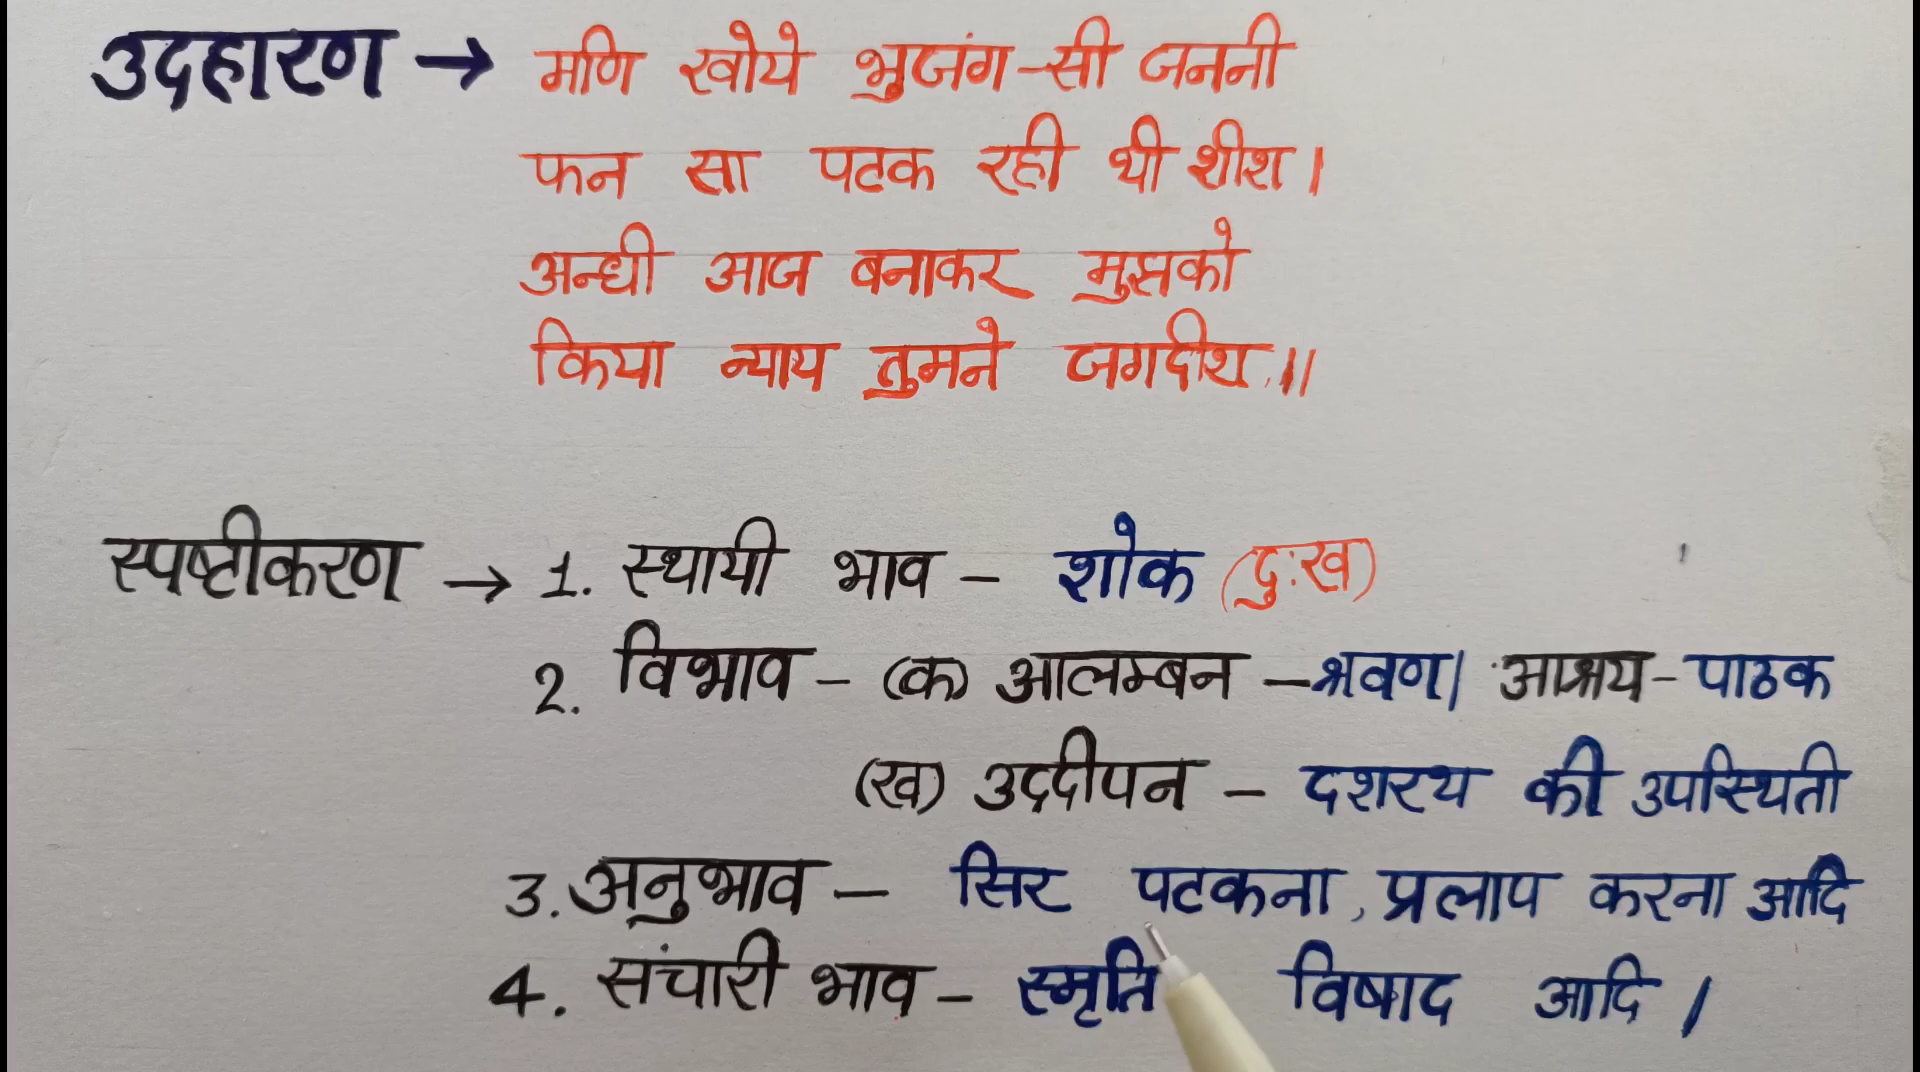 उदहारण → मणि खोये भुजंग-सी जननी
फन सा पटक रही थी शीश।
अन्धी आज बनाकर मुझको
किया न्याय तुमने जगदीश॥
स्पष्टीकरण → 1. स्थायी भाव - शोक (दुःख)
2. विभाव - (क) आलम्बन - श्रवण। आश्रय - पाठक
(ख) उद्दीपन - दशरथ की उपस्थिती
3. अनुभाव - सिर पटकना, प्रलाप करना आदि
4. संचारी भाव - स्मृति विषाद आदि।